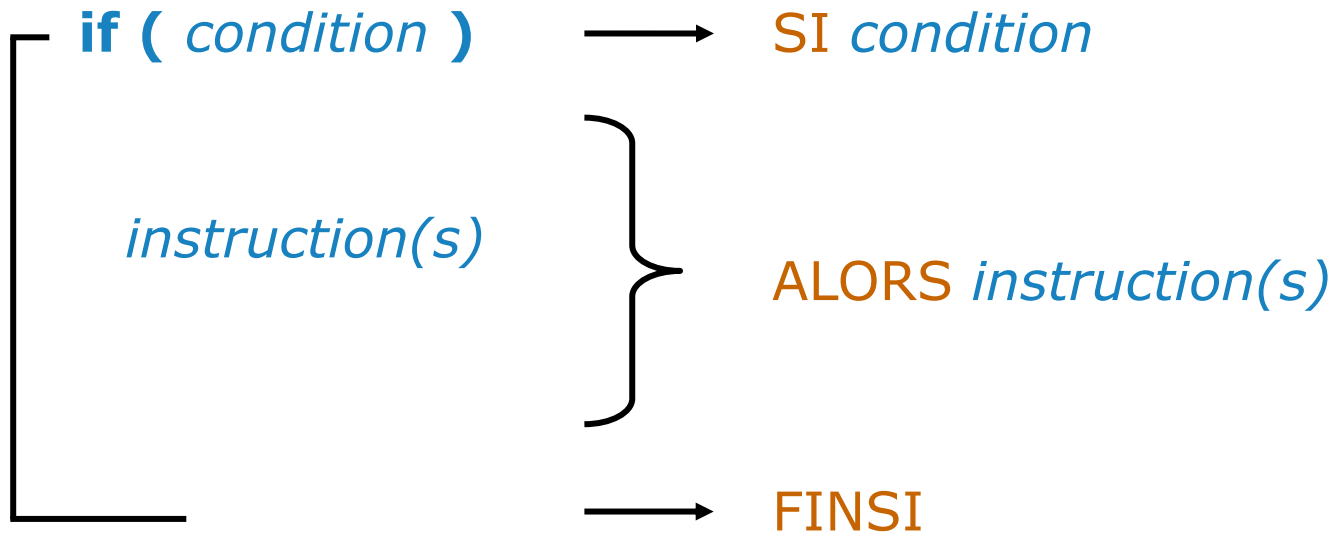 if ( condition ) SI condition
instruction(s)
ALORS instruction(s)
FINSI